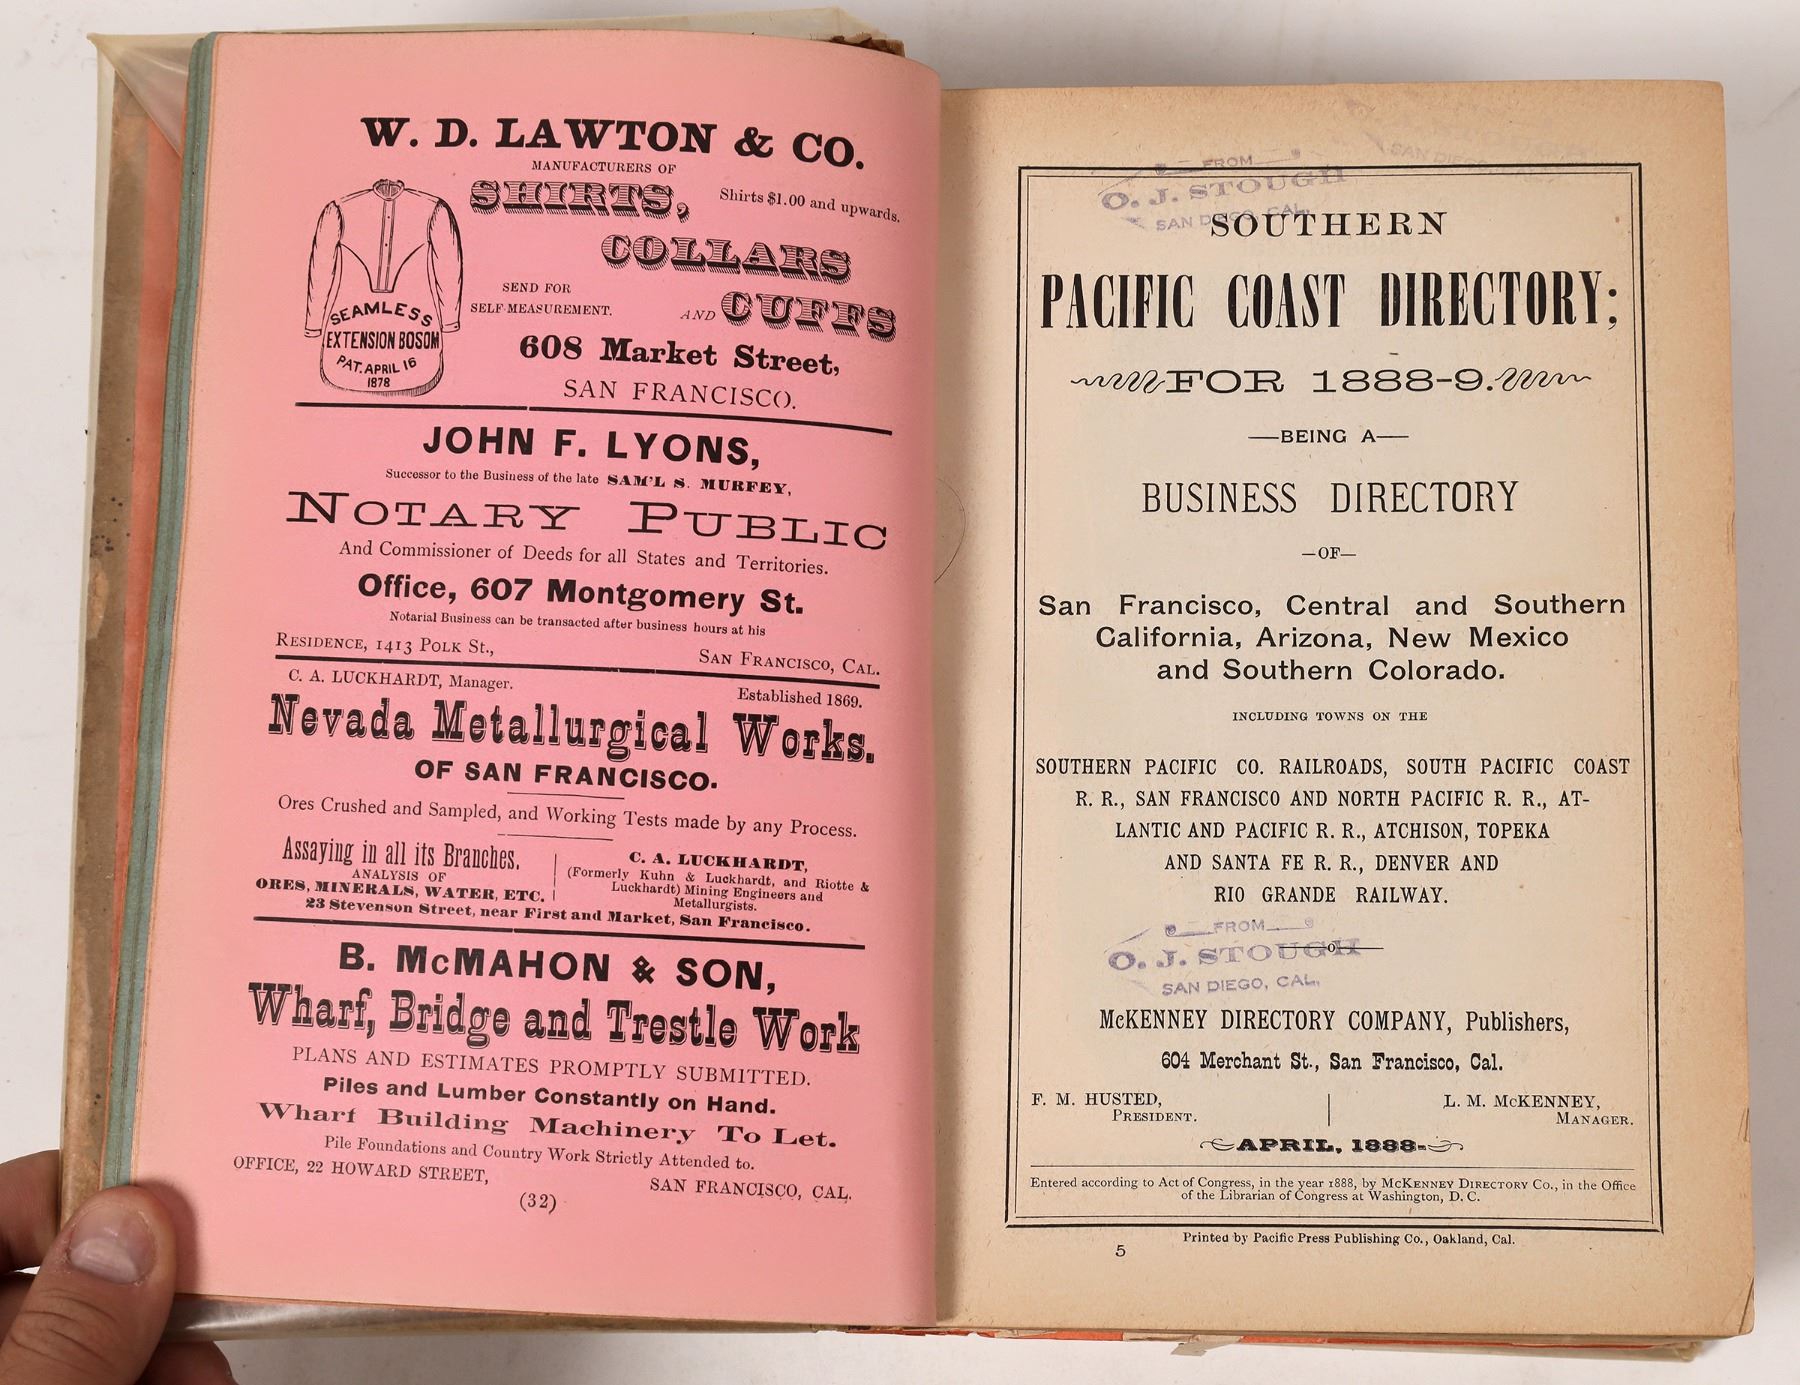 W. D. LAWTON & CO.
MANUFACTURERS OF
SHIRTS,
Shirts $1.00 and upwards.
COLLARS
SEND FOR
SELF-MEASUREMENT.
AND CUFFS
SEAMLESS
EXTENSION BOSOM
PAT. APRIL 16
1878
608 Market Street,
SAN FRANCISCO.
JOHN F. LYONS,
Successor to the Business of the late SAM'L S. MURFEY,
NOTARY PUBLIC
And Commissioner of Deeds for all States and Territories.
Office, 607 Montgomery St.
Notarial Business can be transacted after business hours at his
RESIDENCE, 1413 POLK ST.,
SAN FRANCISCO, CAL.
C. A. LUCKHARDT, Manager.
Established 1869.
Nevada Metallurgical Works.
OF SAN FRANCISCO.
Ores Crushed and Sampled, and Working Tests made by any Process.
Assaying in all its Branches.
ANALYSIS OF
ORES, MINERALS, WATER, ETC.
C. A. LUCKHARDT,
(Formerly Kuhn & Luckhardt, and Riotte &
Luckhardt) Mining Engineers and
Metallurgists.
23 Stevenson Street, near First and Market, San Francisco.
B. McMAHON & SON,
Wharf, Bridge and Trestle Work
PLANS AND ESTIMATES PROMPTLY SUBMITTED.
Piles and Lumber Constantly on Hand.
Wharf Building Machinery To Let.
Pile Foundations and Country Work Strictly Attended to.
OFFICE, 22 HOWARD STREET,
SAN FRANCISCO, CAL.
(32)
FROM
O. J. STOUGH
SAN DIEGO, CAL.
SOUTHERN
PACIFIC COAST DIRECTORY;
FOR 1888-9.
—BEING A—
BUSINESS DIRECTORY
—OF—
San Francisco, Central and Southern
California, Arizona, New Mexico
and Southern Colorado.
INCLUDING TOWNS ON THE
SOUTHERN PACIFIC CO. RAILROADS, SOUTH PACIFIC COAST
R. R., SAN FRANCISCO AND NORTH PACIFIC R. R., AT-
LANTIC AND PACIFIC R. R., ATCHISON, TOPEKA
AND SANTA FE R. R., DENVER AND
RIO GRANDE RAILWAY.
FROM
O. J. STOUGH
SAN DIEGO, CAL.
McKENNEY DIRECTORY COMPANY, Publishers,
604 Merchant St., San Francisco, Cal.
F. M. HUSTED,
PRESIDENT.
L. M. McKENNEY,
MANAGER.
APRIL, 1888-
Entered according to Act of Congress, in the year 1888, by McKENNEY DIRECTORY CO., in the Office
of the Librarian of Congress at Washington, D. C.
Printed by Pacific Press Publishing Co., Oakland, Cal.
5